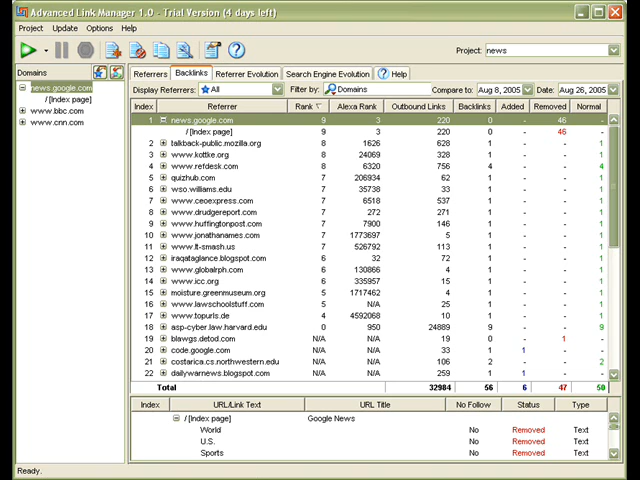 Advanced Link Manager 1.0 - Trial Version (4 days left)
Project Update Options Help
Project: news
Domains
news.google.com
/ [Index page]
www.bbc.com
www.cnn.com
Referrers Backlinks Referrer Evolution Search Engine Evolution Help
Display Referrers: All Filter by: Domains Compare to: Aug 8, 2005 Date: Aug 26, 2005
Index Referrer Rank Alexa Rank Outbound Links Backlinks Added Removed Normal
1 news.google.com 9 3 220 0 - 46 -
/ [Index page] 9 3 220 0 - 46 -
2 talkback-public.mozilla.org 8 1626 628 1 - - 1
3 www.kottke.org 8 24069 328 1 - - 1
4 www.refdesk.com 8 6320 756 4 - - 4
5 quizhub.com 7 206934 62 1 - - 1
6 wso.williams.edu 7 35738 33 1 - - 1
7 www.ceoexpress.com 7 6518 537 1 - - 1
8 www.drudgereport.com 7 272 271 1 - - 1
9 www.huffingtonpost.com 7 7900 146 1 - - 1
10 www.jonathanames.com 7 1773697 5 1 - - 1
11 www.lt-smash.us 7 526792 113 1 - - 1
12 iraqataglance.blogspot.com 6 32 72 1 - - 1
13 www.globalrph.com 6 130866 4 1 - - 1
14 www.icc.org 6 335957 15 1 - - 1
15 moisture.greenmuseum.org 5 1717462 4 1 - - 1
16 www.lawschoolstuff.com 5 N/A 25 1 - - 1
17 www.topurls.de 4 4592068 10 1 - - 1
18 asp-cyber.law.harvard.edu 0 950 24889 9 - - 9
19 blawgs.detod.com N/A N/A 19 0 - 1 -
20 code.google.com N/A N/A 33 1 1 - -
21 costarica.cs.northwestern.edu N/A N/A 106 2 - - 2
22 dailywarnews.blogspot.com N/A N/A 259 1 1 - -
Total 32984 56 6 47 50
Index URL/Link Text URL Title No Follow Status Type
/ [Index page] Google News
World No Removed Text
U.S. No Removed Text
Sports No Removed Text
Ready.